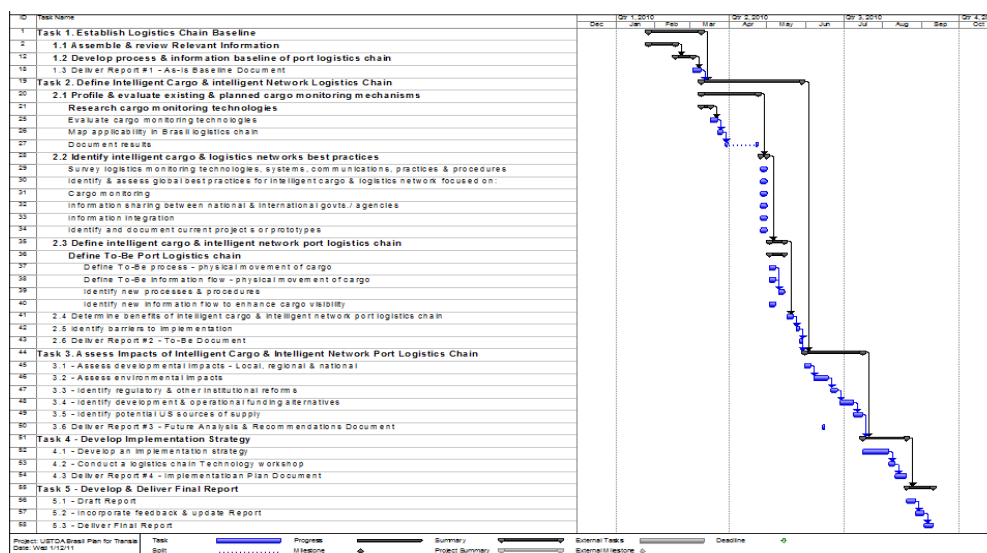 ID Task Name Qtr 1, 2010 Qtr 2, 2010 Qtr 3, 2010 Qtr 4, 2
Dec Jan Feb Mar Apr May Jun Jul Aug Sep Oct
1 Task 1. Establish Logistics Chain Baseline
2 1.1 Assemble & review Relevant Information
12 1.2 Develop process & information baseline of port logistics chain
18 1.3 Deliver Report #1 - As-Is Baseline Document
19 Task 2. Define Intelligent Cargo & intelligent Network Logistics Chain
20 2.1 Profile & evaluate existing & planned cargo monitoring mechanisms
21 Research cargo monitoring technologies
25 Evaluate cargo monitoring technologies
26 Map applicability in Brasil logistics chain
27 Document results
28 2.2 Identify intelligent cargo & logistics networks best practices
29 Survey logistics monitoring technologies, systems, communications, practices & procedures
30 Identify & assess global best practices for intelligent cargo & logistics network focused on:
31 Cargo monitoring
32 Information sharing between national & international govts./ agencies
33 Information integration
34 Identify and document current projects or prototypes
35 2.3 Define intelligent cargo & intelligent network port logistics chain
36 Define To-Be Port Logistics chain
37 Define To-Be process - physical movement of cargo
38 Define To-Be information flow - physical movement of cargo
39 Identify new processes & procedures
40 Identify new information flow to enhance cargo visibility
41 2.4 Determine benefits of intelligent cargo & intelligent network port logistics chain
42 2.5 Identify barriers to implementation
43 2.6 Deliver Report #2 - To-Be Document
44 Task 3. Assess Impacts of Intelligent Cargo & Intelligent Network Port Logistics Chain
45 3.1 - Assess developmental impacts - Local, regional & national
46 3.2 - Assess environmental impacts
47 3.3 - Identify regulatory & other institutional reforms
48 3.4 - Identify development & operational funding alternatives
49 3.5 - Identify potential US sources of supply
50 3.6 Deliver Report #3 - Future Analysis & Recommendations Document
51 Task 4 - Develop Implementation Strategy
52 4.1 - Develop an implementation strategy
53 4.2 - Conduct a logistics chain Technology workshop
54 4.3 Deliver Report #4 - Implementatioan Plan Document
55 Task 5 - Develop & Deliver Final Report
56 5.1 - Draft Report
57 5.2 - Incorporate feedback & update Report
58 5.3 - Deliver Final Report
Project: USTDA Brasil Plan for Transla
Date: Wed 1/12/11
Task Progress Summary External Tasks Deadline
Split Milestone Project Summary External Milestone